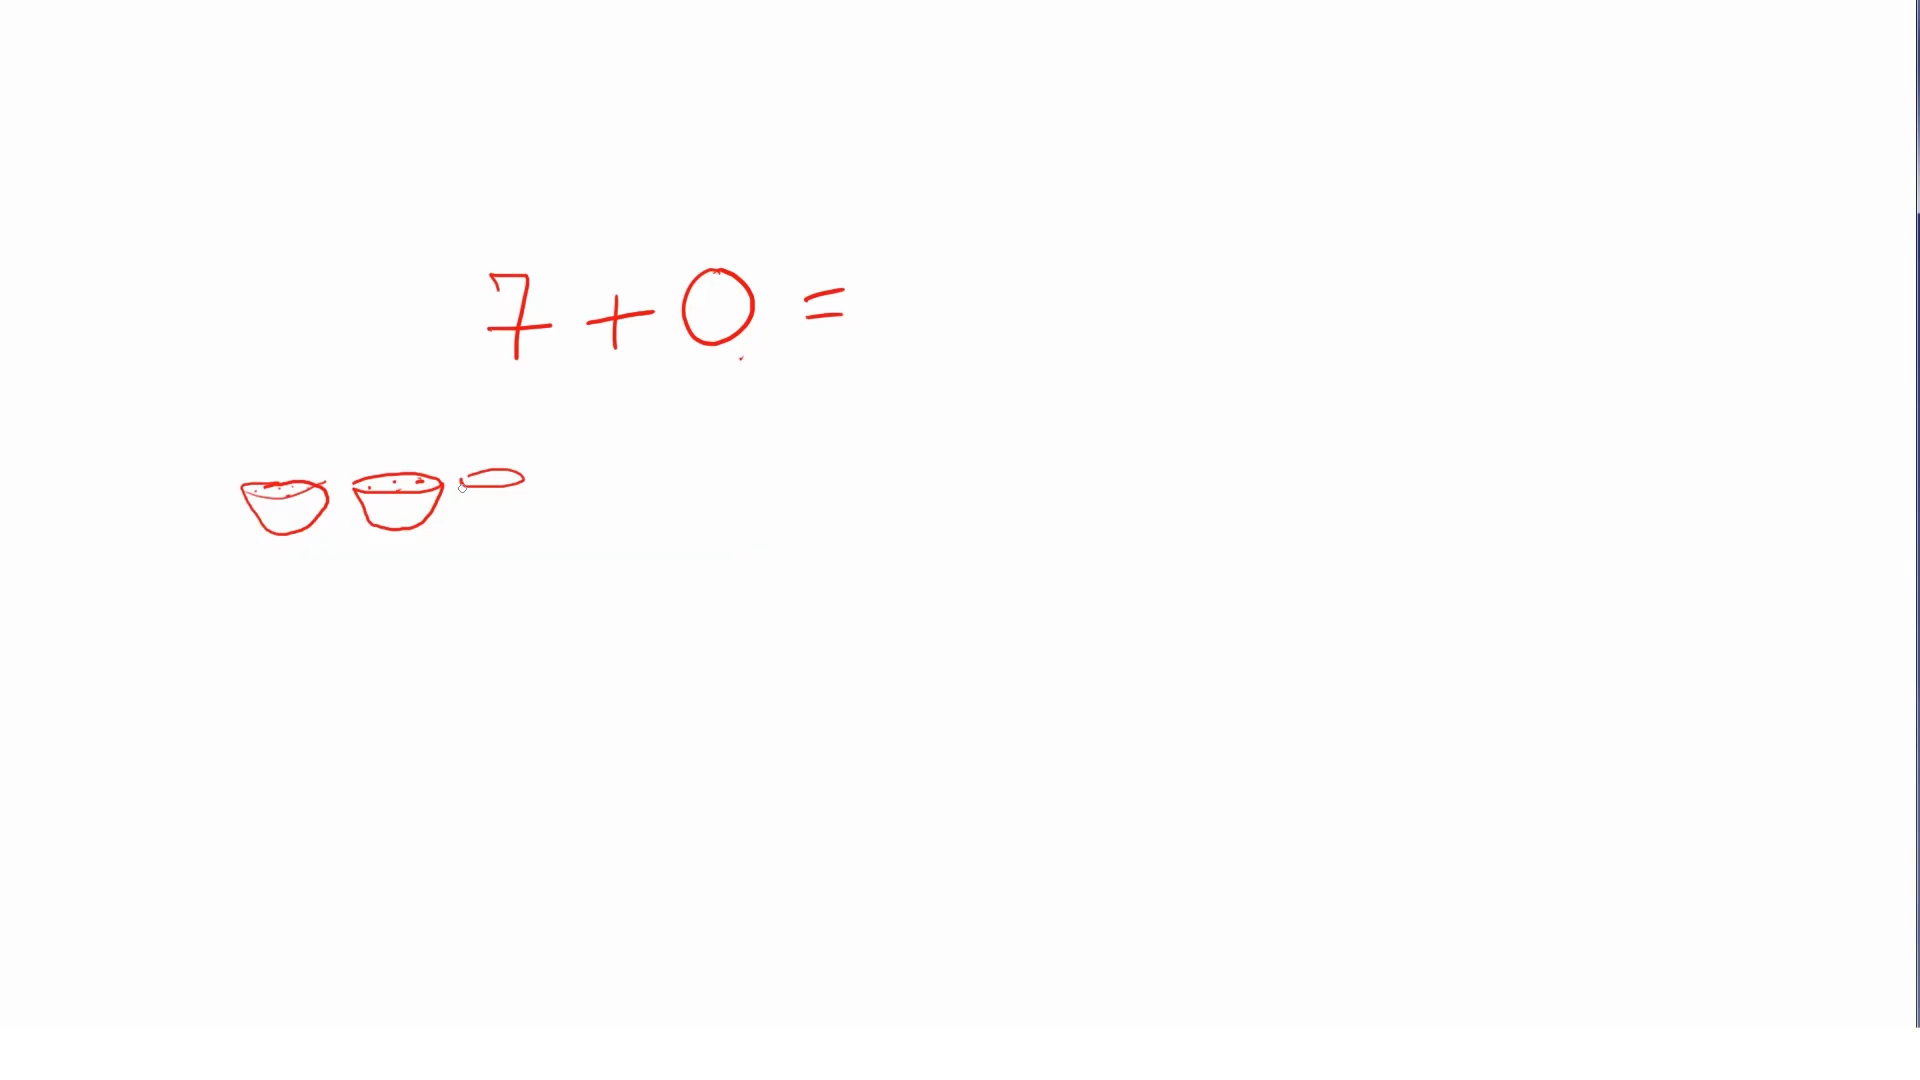 7 + 0 =